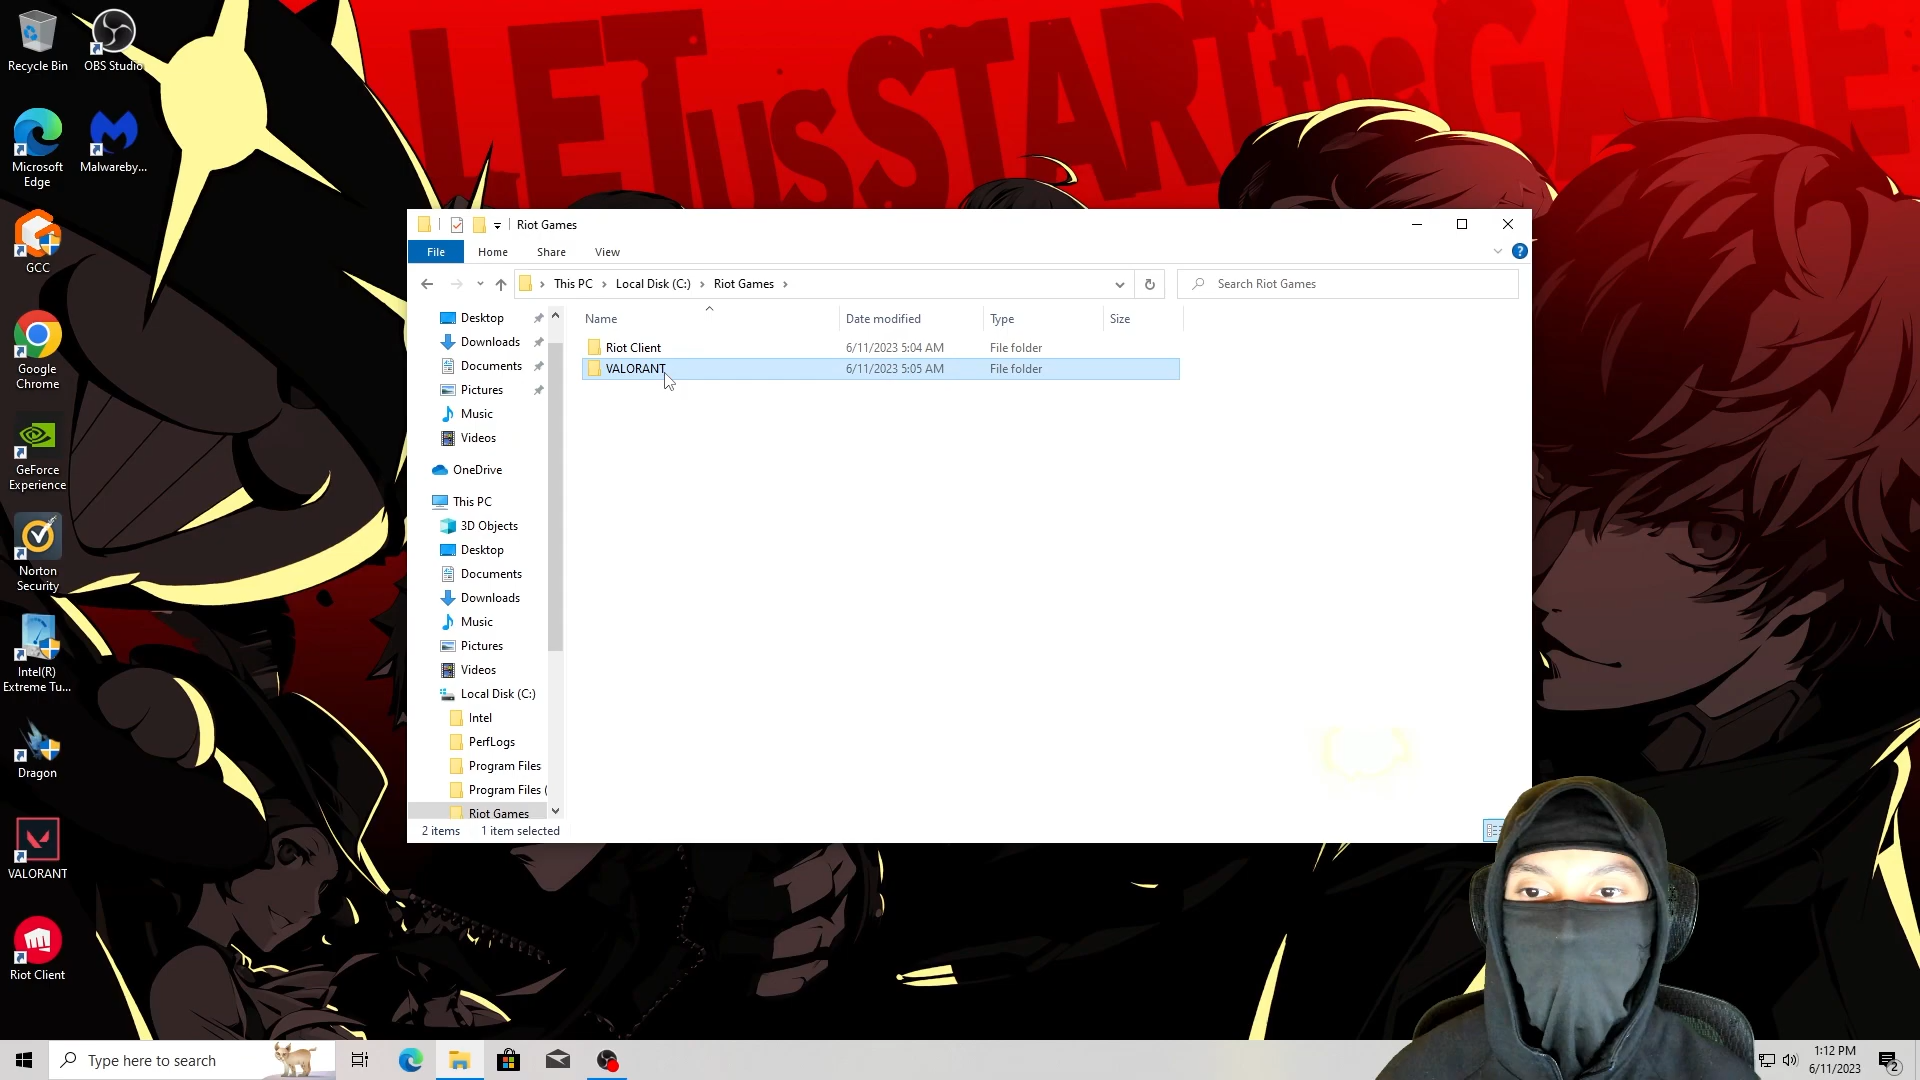 LET US START the GAME
Recycle Bin
OBS Studio
Microsoft
Edge
Malwareby...
GCC
Google
Chrome
GeForce
Experience
Norton
Security
Intel(R)
Extreme Tu...
Dragon
VALORANT
Riot Client
Riot Games
File
Home
Share
View
This PC
Local Disk (C:)
Riot Games
Search Riot Games
Name
Date modified
Type
Size
Riot Client
6/11/2023 5:04 AM
File folder
VALORANT
6/11/2023 5:05 AM
File folder
Desktop
Downloads
Documents
Pictures
Music
Videos
OneDrive
This PC
3D Objects
Desktop
Documents
Downloads
Music
Pictures
Videos
Local Disk (C:)
Intel
PerfLogs
Program Files
Program Files (
Riot Games
2 items
1 item selected
Type here to search
1:12 PM
6/11/2023
2